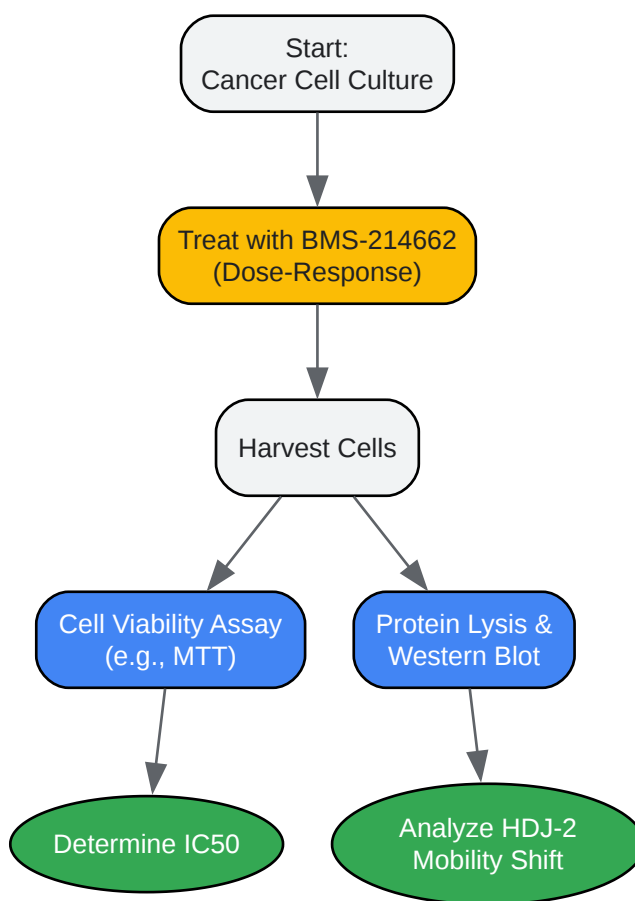 Start:
Cancer Cell Culture
Treat with BMS-214662
(Dose-Response)
Harvest Cells
Cell Viability Assay
(e.g., MTT)
Protein Lysis &
Western Blot
Determine IC50
Analyze HDJ-2
Mobility Shift